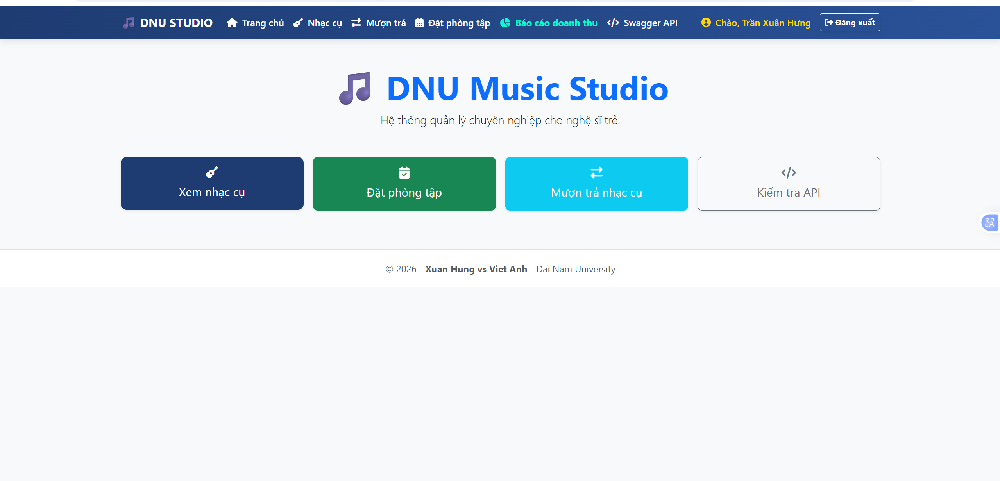 DNU STUDIO Trang chủ Nhạc cụ Mượn trả Đặt phòng tập Báo cáo doanh thu Swagger API Chào, Trần Xuân Hưng Đăng xuất
DNU Music Studio
Hệ thống quản lý chuyên nghiệp cho nghệ sĩ trẻ.
Xem nhạc cụ Đặt phòng tập Mượn trả nhạc cụ Kiểm tra API
© 2026 - Xuan Hung vs Viet Anh - Dai Nam University